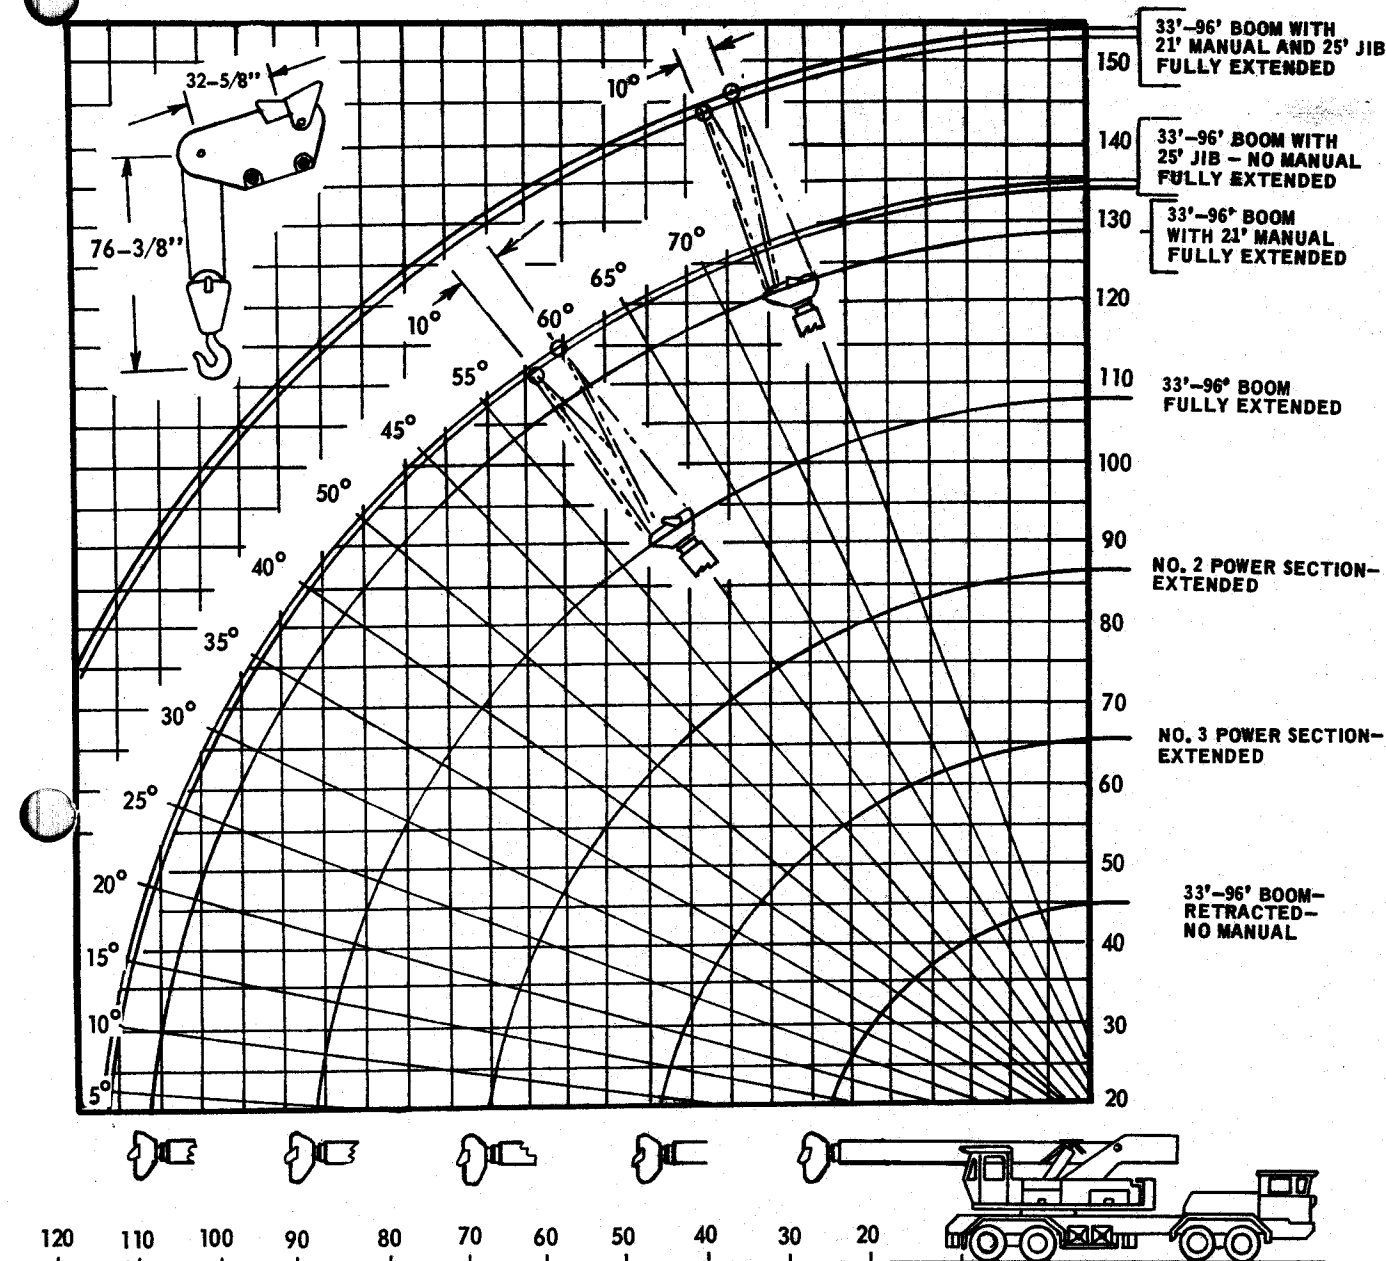 33'-96' BOOM WITH
21' MANUAL AND 25' JIB
FULLY EXTENDED
32-5/8"
10°
150
140
33'-96' BOOM WITH
25' JIB - NO MANUAL
FULLY EXTENDED
76-3/8"
70°
130
33'-96' BOOM
WITH 21' MANUAL
FULLY EXTENDED
65°
120
10°
60°
55°
110
33'-96' BOOM
FULLY EXTENDED
45°
100
50°
90
40°
NO. 2 POWER SECTION-
EXTENDED
35°
80
30°
70
NO. 3 POWER SECTION-
EXTENDED
25°
60
20°
50
33'-96' BOOM-
RETRACTED-
NO MANUAL
15°
40
10°
30
5°
20
120 110 100 90 80 70 60 50 40 30 20